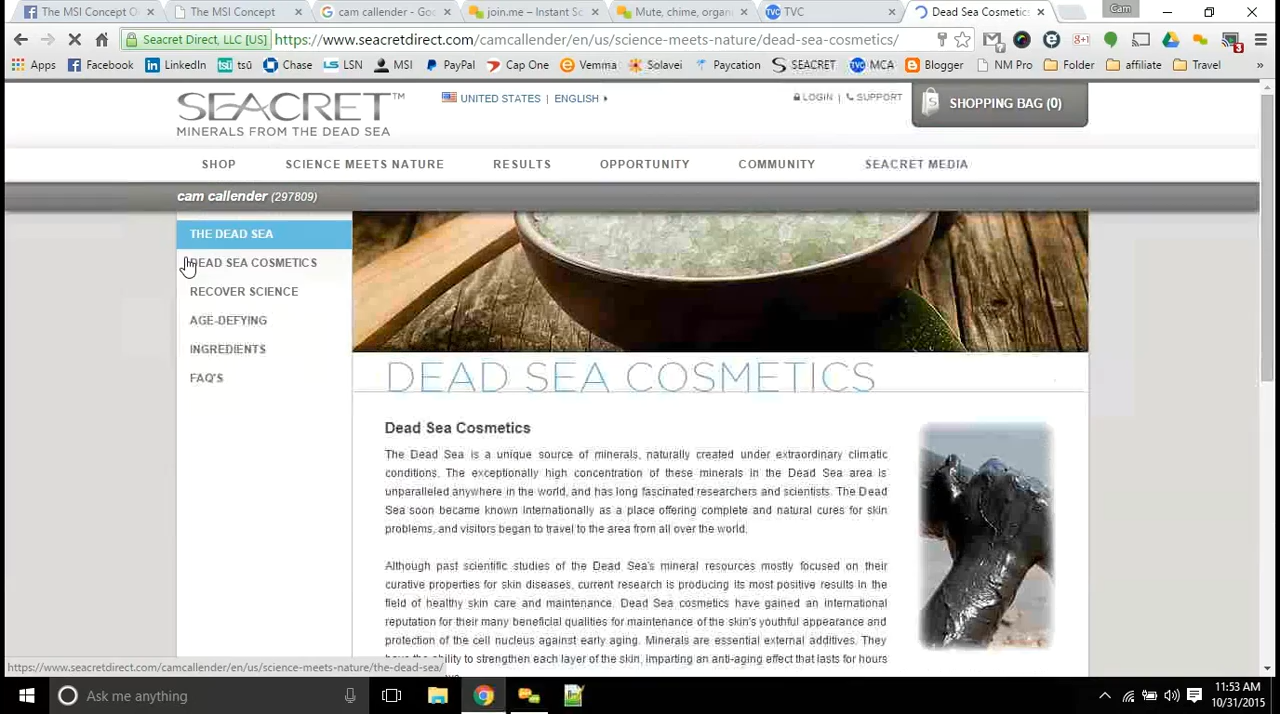 The MSI Concept O
The MSI Concept
cam callender - Goo
join.me – Instant Sc
Mute, chime, organi
TVC
Dead Sea Cosmetics
Cam
Seacret Direct, LLC [US]
https://www.seacretdirect.com/camcallender/en/us/science-meets-nature/dead-sea-cosmetics/
Apps
Facebook
LinkedIn
tsū
Chase
LSN
MSI
PayPal
Cap One
Vemma
Solavei
Paycation
SEACRET
MCA
Blogger
NM Pro
Folder
affiliate
Travel
»
SEACRET™
MINERALS FROM THE DEAD SEA
UNITED STATES | ENGLISH
LOGIN | SUPPORT
SHOPPING BAG (0)
SHOP
SCIENCE MEETS NATURE
RESULTS
OPPORTUNITY
COMMUNITY
SEACRET MEDIA
cam callender (297809)
THE DEAD SEA
DEAD SEA COSMETICS
RECOVER SCIENCE
AGE-DEFYING
INGREDIENTS
FAQ'S
DEAD SEA COSMETICS
Dead Sea Cosmetics
The Dead Sea is a unique source of minerals, naturally created under extraordinary climatic
conditions. The exceptionally high concentration of these minerals in the Dead Sea area is
unparalleled anywhere in the world, and has long fascinated researchers and scientists. The Dead
Sea soon became known internationally as a place offering complete and natural cures for skin
problems, and visitors began to travel to the area from all over the world.
Although past scientific studies of the Dead Sea's mineral resources mostly focused on their
curative properties for skin diseases, current research is producing its most positive results in the
field of healthy skin care and maintenance. Dead Sea cosmetics have gained an international
reputation for their many beneficial qualities for maintenance of the skin's youthful appearance and
protection of the cell nucleus against early aging. Minerals are essential external additives. They
have the ability to strengthen each layer of the skin, imparting an anti-aging effect that lasts for hours
https://www.seacretdirect.com/camcallender/en/us/science-meets-nature/the-dead-sea/
Ask me anything
11:53 AM
10/31/2015